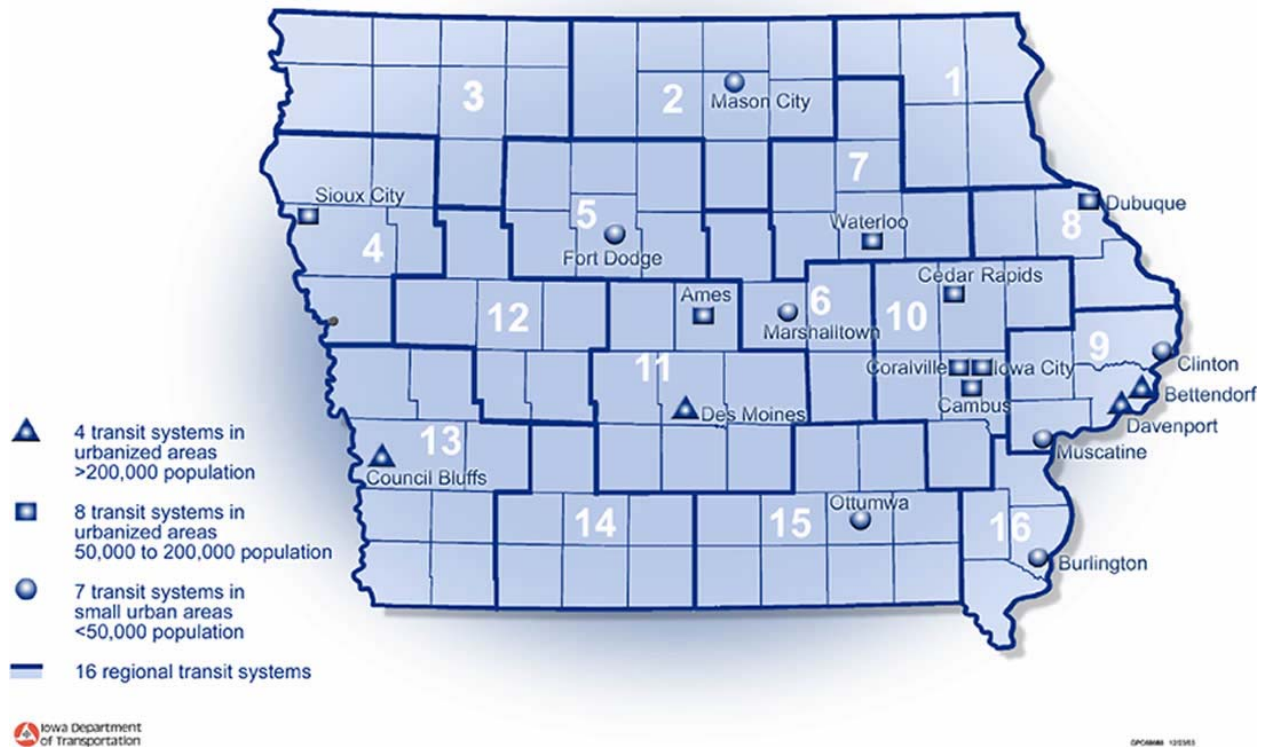 3
2
Mason City
1
7
Sioux City
4
5
Fort Dodge
Waterloo
8
Dubuque
12
Ames
6
Marshalltown
10
Cedar Rapids
11
Des Moines
Coralville
Iowa City
Cambus
9
Clinton
Bettendorf
Davenport
Muscatine
13
Council Bluffs
14
15
Ottumwa
16
Burlington
4 transit systems in
urbanized areas
>200,000 population
8 transit systems in
urbanized areas
50,000 to 200,000 population
7 transit systems in
small urban areas
<50,000 population
16 regional transit systems
Iowa Department
of Transportation